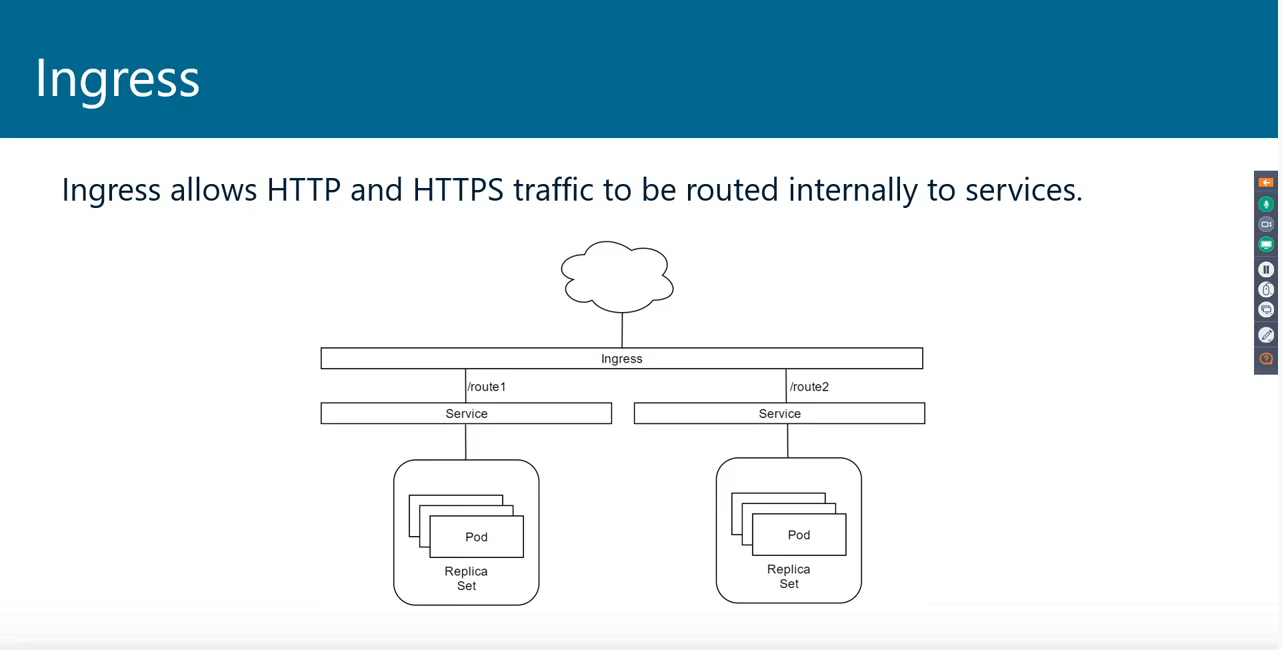 Ingress
Ingress allows HTTP and HTTPS traffic to be routed internally to services.
Ingress
/route1
/route2
Service
Service
Pod
Replica
Set
Pod
Replica
Set